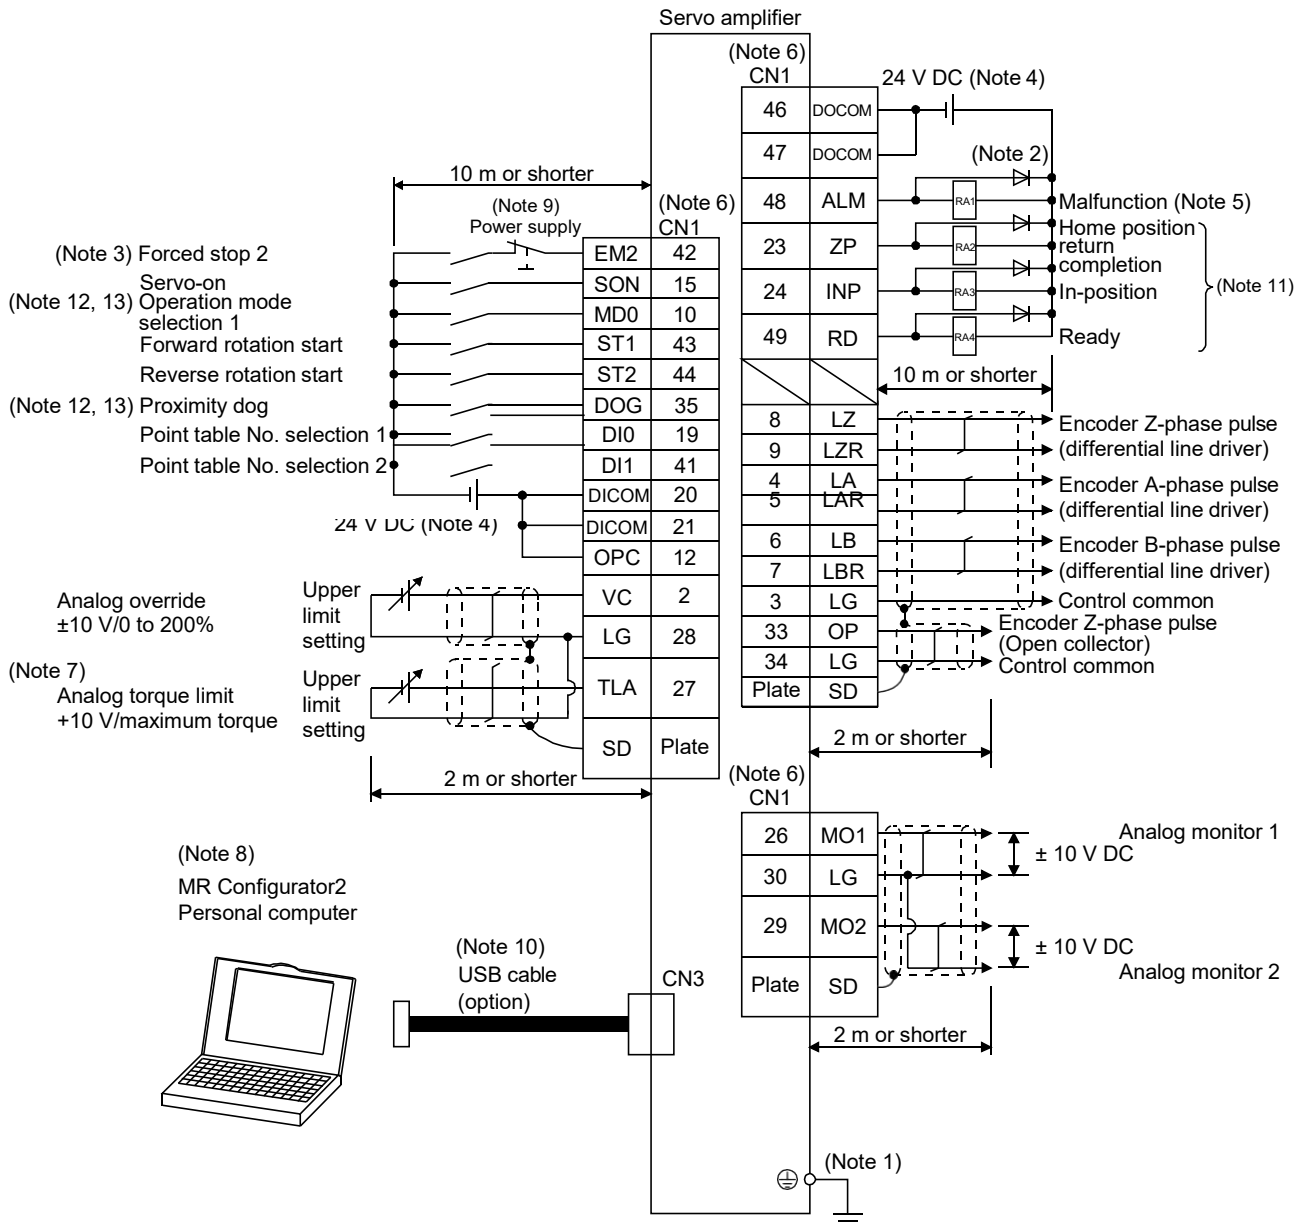 Servo amplifier
(Note 6)
CN1
24 V DC (Note 4)
46 DOCOM
47 DOCOM
(Note 2)
48 ALM RA1 Malfunction (Note 5)
23 ZP RA2 Home position
return
completion
24 INP RA3 In-position
(Note 11)
49 RD RA4 Ready
10 m or shorter
8 LZ Encoder Z-phase pulse
9 LZR (differential line driver)
4 LA Encoder A-phase pulse
5 LAR (differential line driver)
6 LB Encoder B-phase pulse
7 LBR (differential line driver)
3 LG Control common
33 OP Encoder Z-phase pulse
(Open collector)
34 LG Control common
Plate SD
2 m or shorter
10 m or shorter
(Note 9)
Power supply
(Note 6)
CN1
(Note 3) Forced stop 2 EM2 42
Servo-on SON 15
(Note 12, 13) Operation mode
selection 1 MD0 10
Forward rotation start ST1 43
Reverse rotation start ST2 44
(Note 12, 13) Proximity dog DOG 35
Point table No. selection 1 DI0 19
Point table No. selection 2 DI1 41
DICOM 20
24 V DC (Note 4) DICOM 21
OPC 12
Analog override
±10 V/0 to 200%
Upper
limit
setting
VC 2
LG 28
(Note 7)
Analog torque limit
+10 V/maximum torque
Upper
limit
setting
TLA 27
SD Plate
2 m or shorter
(Note 6)
CN1
26 MO1 Analog monitor 1
± 10 V DC
30 LG
29 MO2
± 10 V DC
Analog monitor 2
Plate SD
2 m or shorter
(Note 8)
MR Configurator2
Personal computer
(Note 10)
USB cable
(option)
CN3
(Note 1)